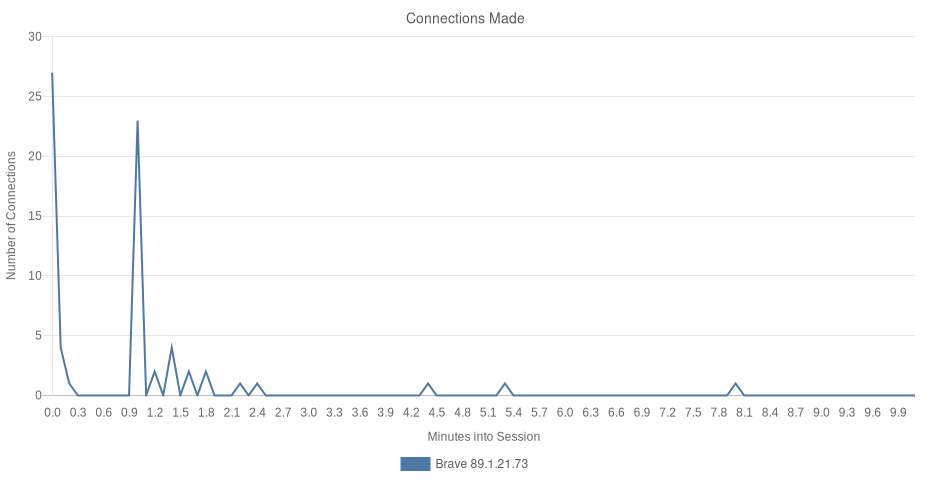 Connections Made
30
25
20
15
10
5
0
Number of Connections
0.0 0.3 0.6 0.9 1.2 1.5 1.8 2.1 2.4 2.7 3.0 3.3 3.6 3.9 4.2 4.5 4.8 5.1 5.4 5.7 6.0 6.3 6.6 6.9 7.2 7.5 7.8 8.1 8.4 8.7 9.0 9.3 9.6 9.9
Minutes into Session
Brave 89.1.21.73